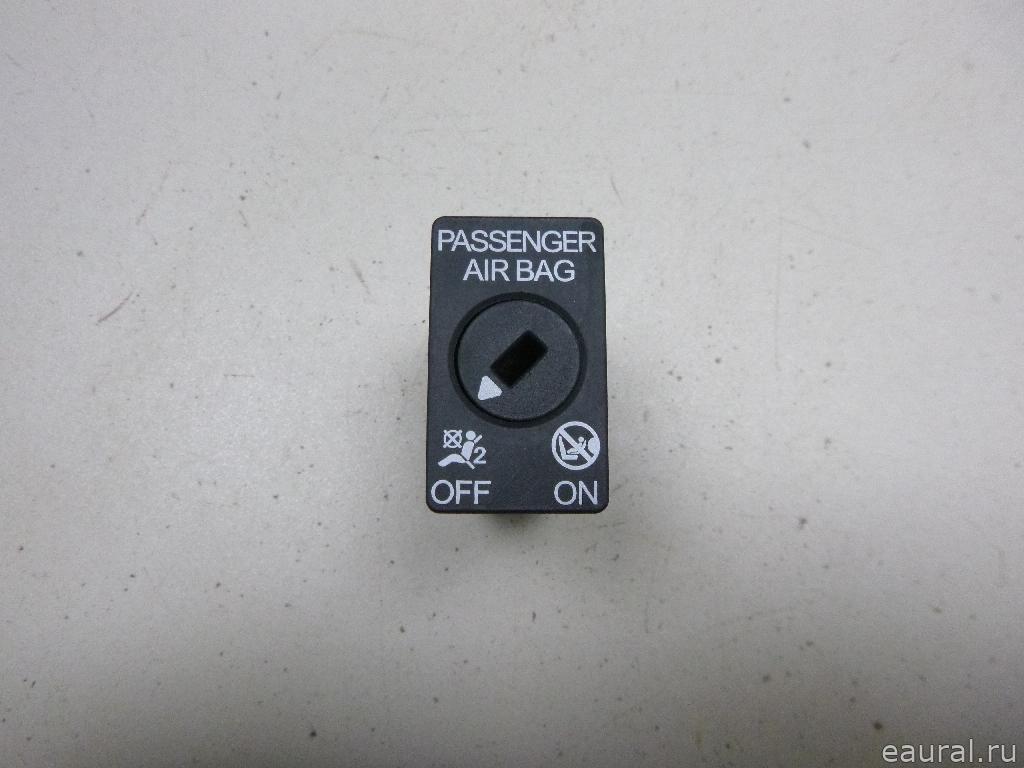 PASSENGER
AIR BAG
2
OFF ON
eaural.ru